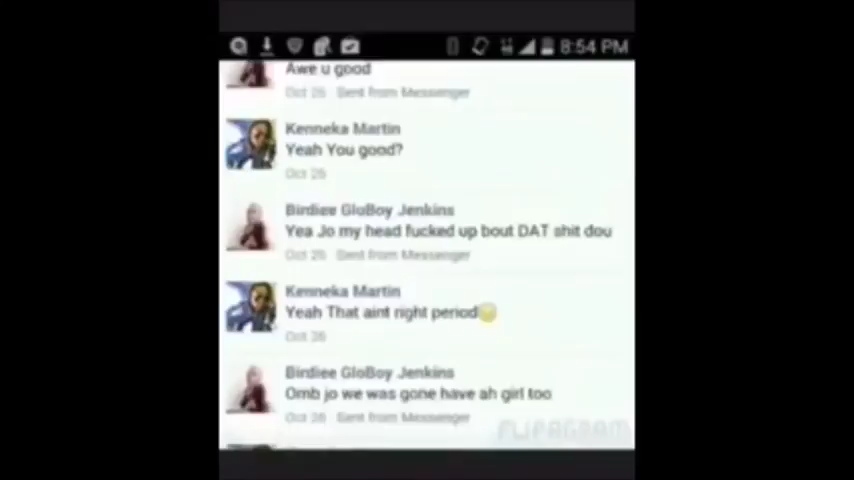 8:54 PM
Awe u good
Oct 26 Sent from Messenger
Kenneka Martin
Yeah You good?
Oct 26
Birdiee GloBoy Jenkins
Yea Jo my head fucked up bout DAT shit dou
Oct 26 Sent from Messenger
Kenneka Martin
Yeah That aint right period
Oct 26
Birdiee GloBoy Jenkins
Omb jo we was gone have ah girl too
Oct 26 Sent from Messenger
FLIPAGRAM